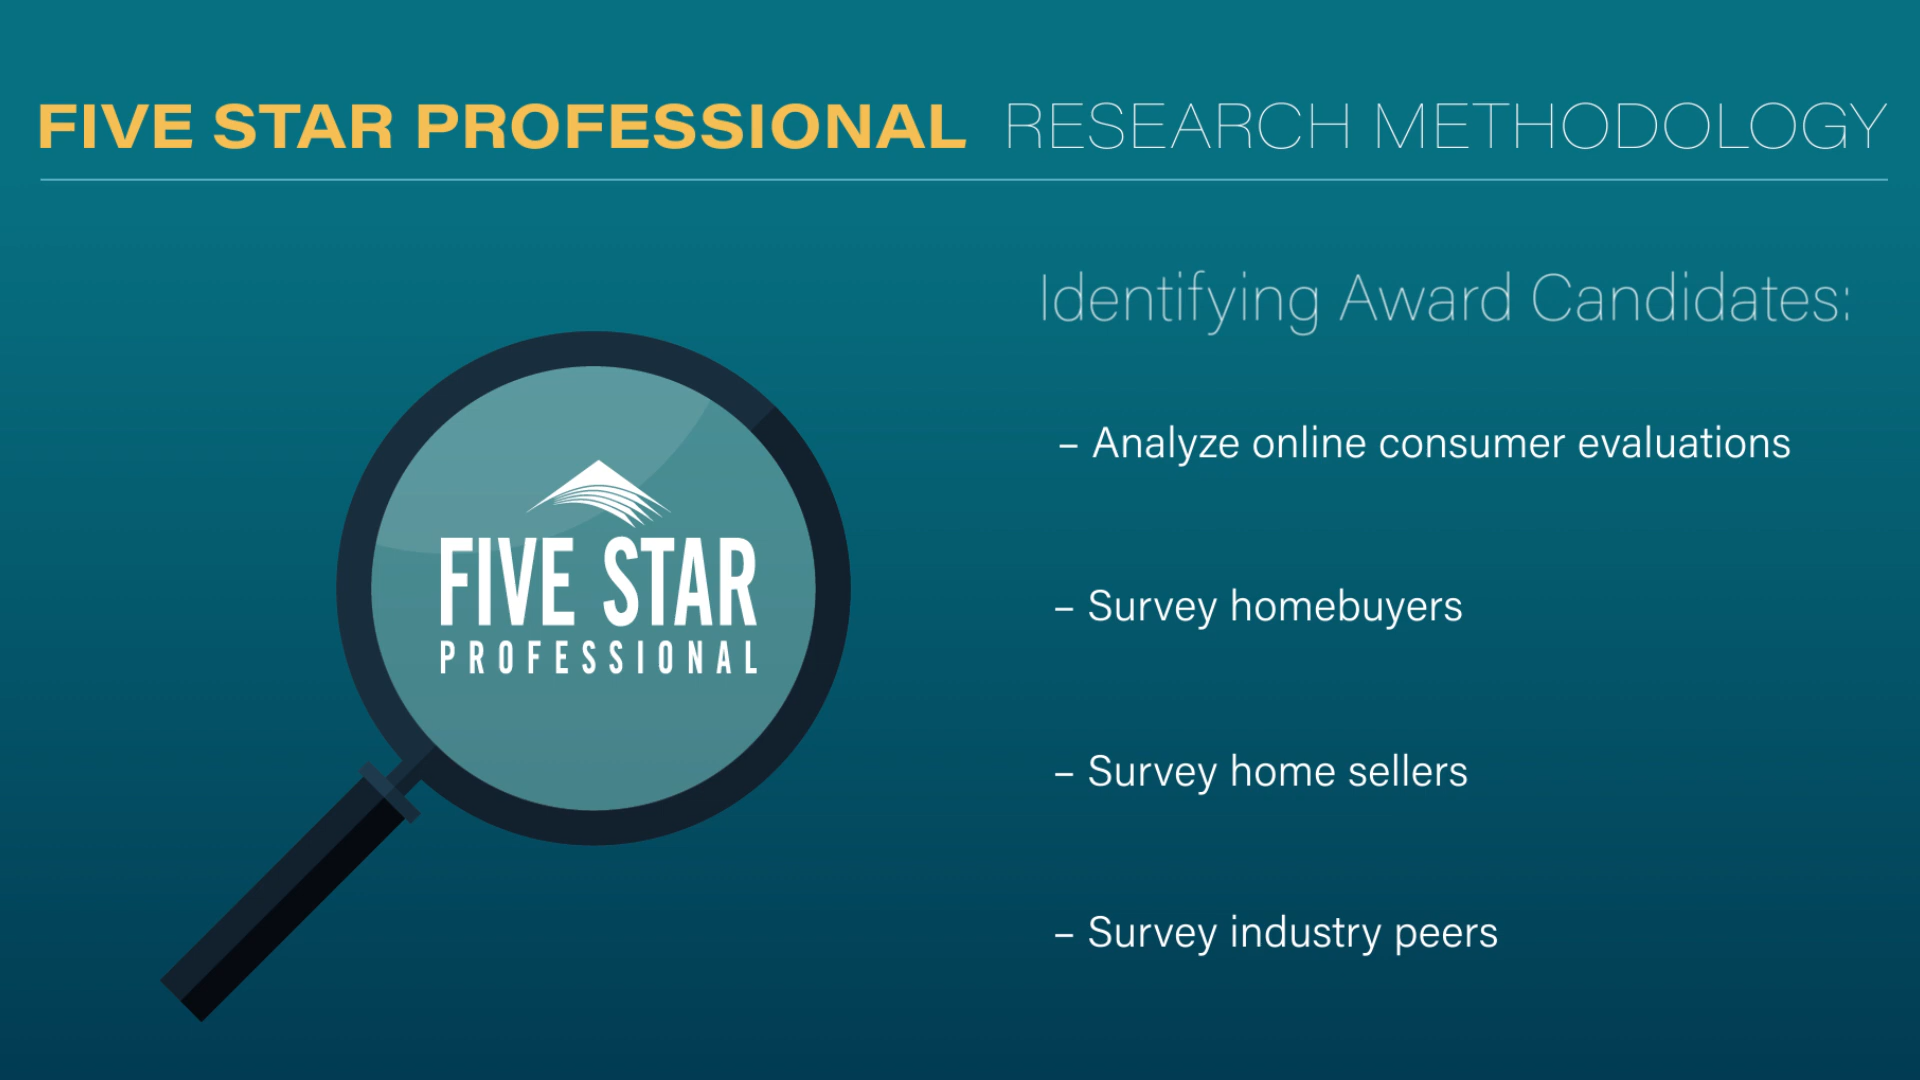 FIVE STAR PROFESSIONAL RESEARCH METHODOLOGY
Identifying Award Candidates:
– Analyze online consumer evaluations
FIVE STAR
PROFESSIONAL
– Survey homebuyers
– Survey home sellers
– Survey industry peers